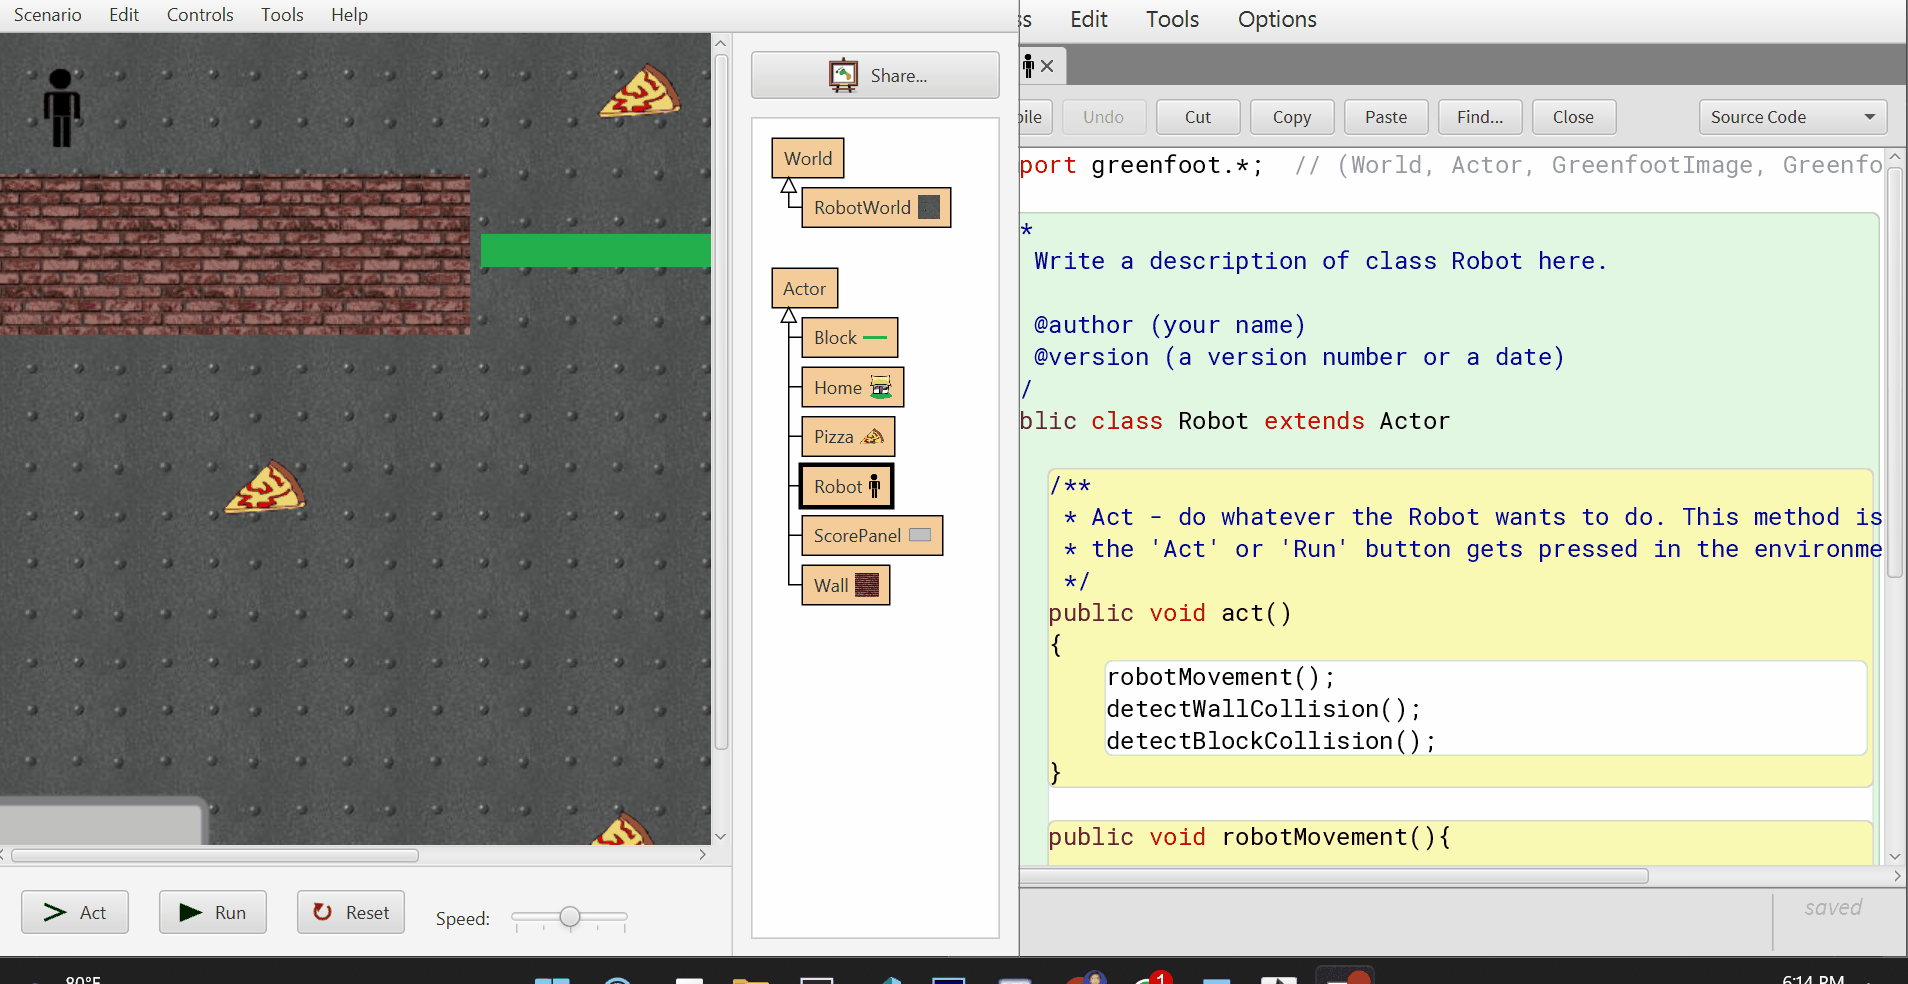 Scenario Edit Controls Tools Help
Share...
World
RobotWorld
Actor
Block
Home
Pizza
Robot
ScorePanel
Wall
Act Run Reset Speed:
ss Edit Tools Options
pile Undo Cut Copy Paste Find... Close Source Code
port greenfoot.*;  // (World, Actor, GreenfootImage, Greenfo
*
Write a description of class Robot here.
@author (your name)
@version (a version number or a date)
/
blic class Robot extends Actor
/**
* Act - do whatever the Robot wants to do. This method is
* the 'Act' or 'Run' button gets pressed in the environme
*/
public void act()
{
robotMovement();
detectWallCollision();
detectBlockCollision();
}
public void robotMovement(){
saved
80°F
1
6:14 PM